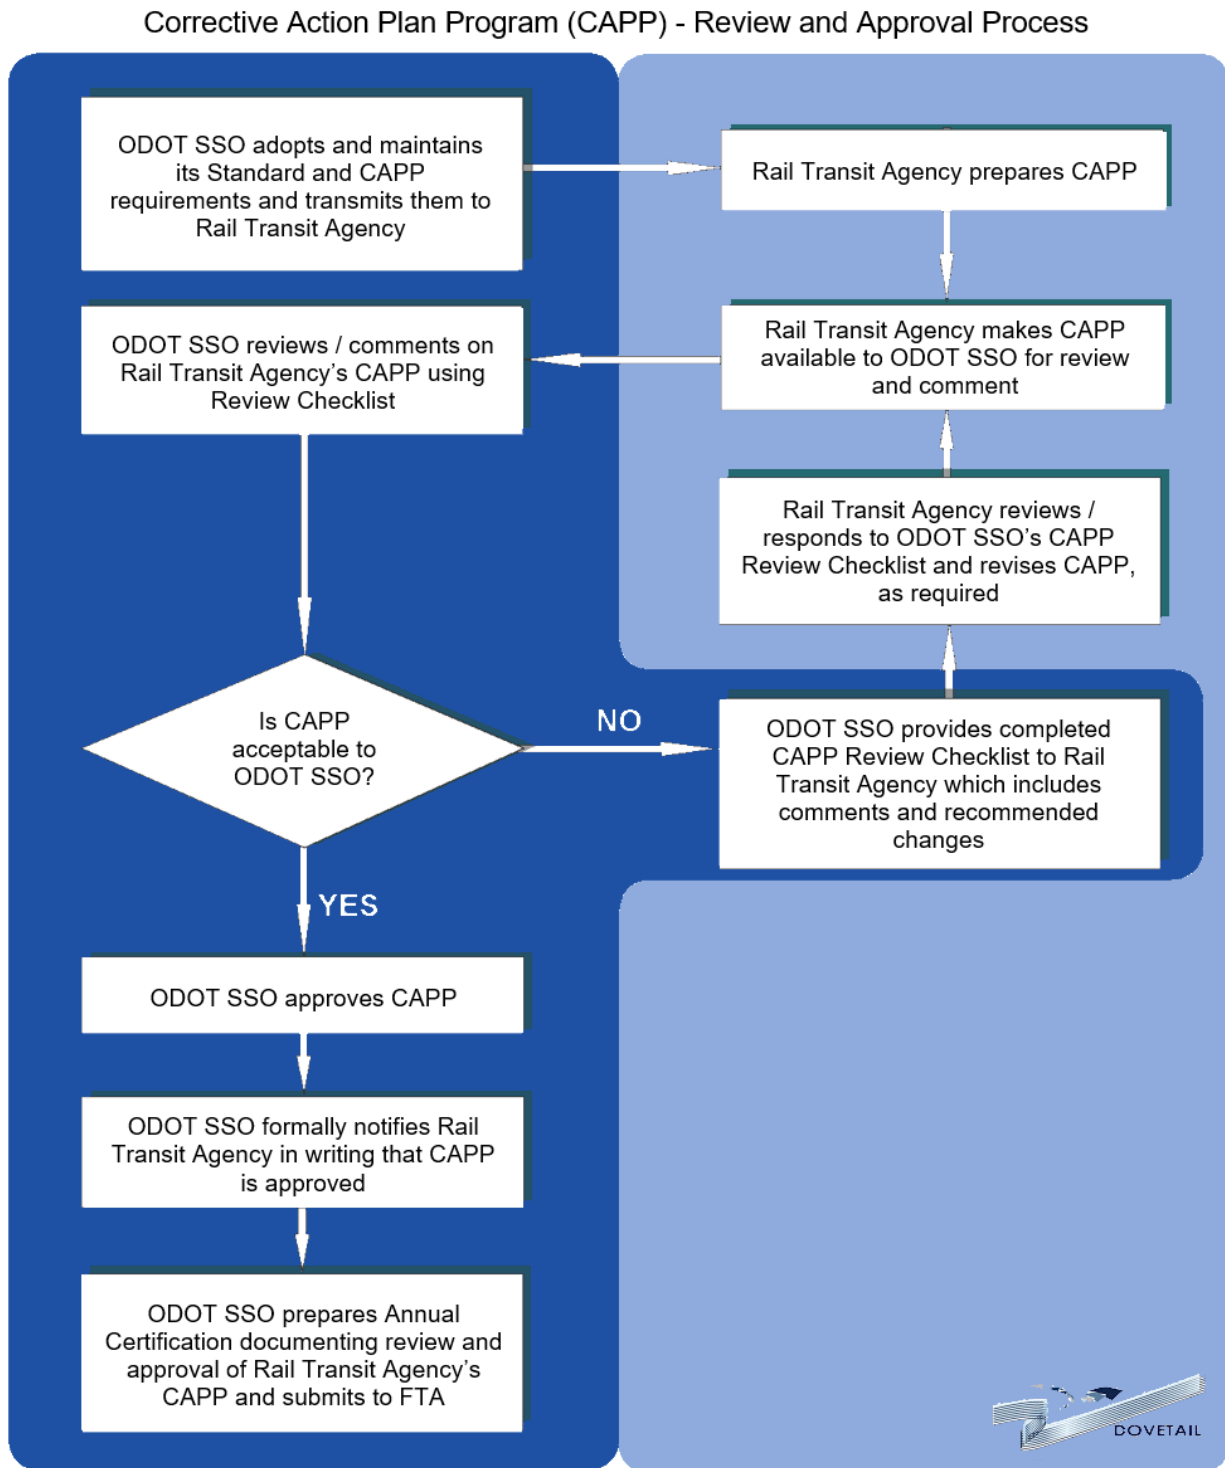 Corrective Action Plan Program (CAPP) - Review and Approval Process
ODOT SSO adopts and maintains
its Standard and CAPP
requirements and transmits them to
Rail Transit Agency
Rail Transit Agency prepares CAPP
Rail Transit Agency makes CAPP
available to ODOT SSO for review
and comment
ODOT SSO reviews / comments on
Rail Transit Agency’s CAPP using
Review Checklist
Rail Transit Agency reviews /
responds to ODOT SSO’s CAPP
Review Checklist and revises CAPP,
as required
Is CAPP
acceptable to
ODOT SSO?
NO
ODOT SSO provides completed
CAPP Review Checklist to Rail
Transit Agency which includes
comments and recommended
changes
YES
ODOT SSO approves CAPP
ODOT SSO formally notifies Rail
Transit Agency in writing that CAPP
is approved
ODOT SSO prepares Annual
Certification documenting review and
approval of Rail Transit Agency’s
CAPP and submits to FTA
DOVETAIL